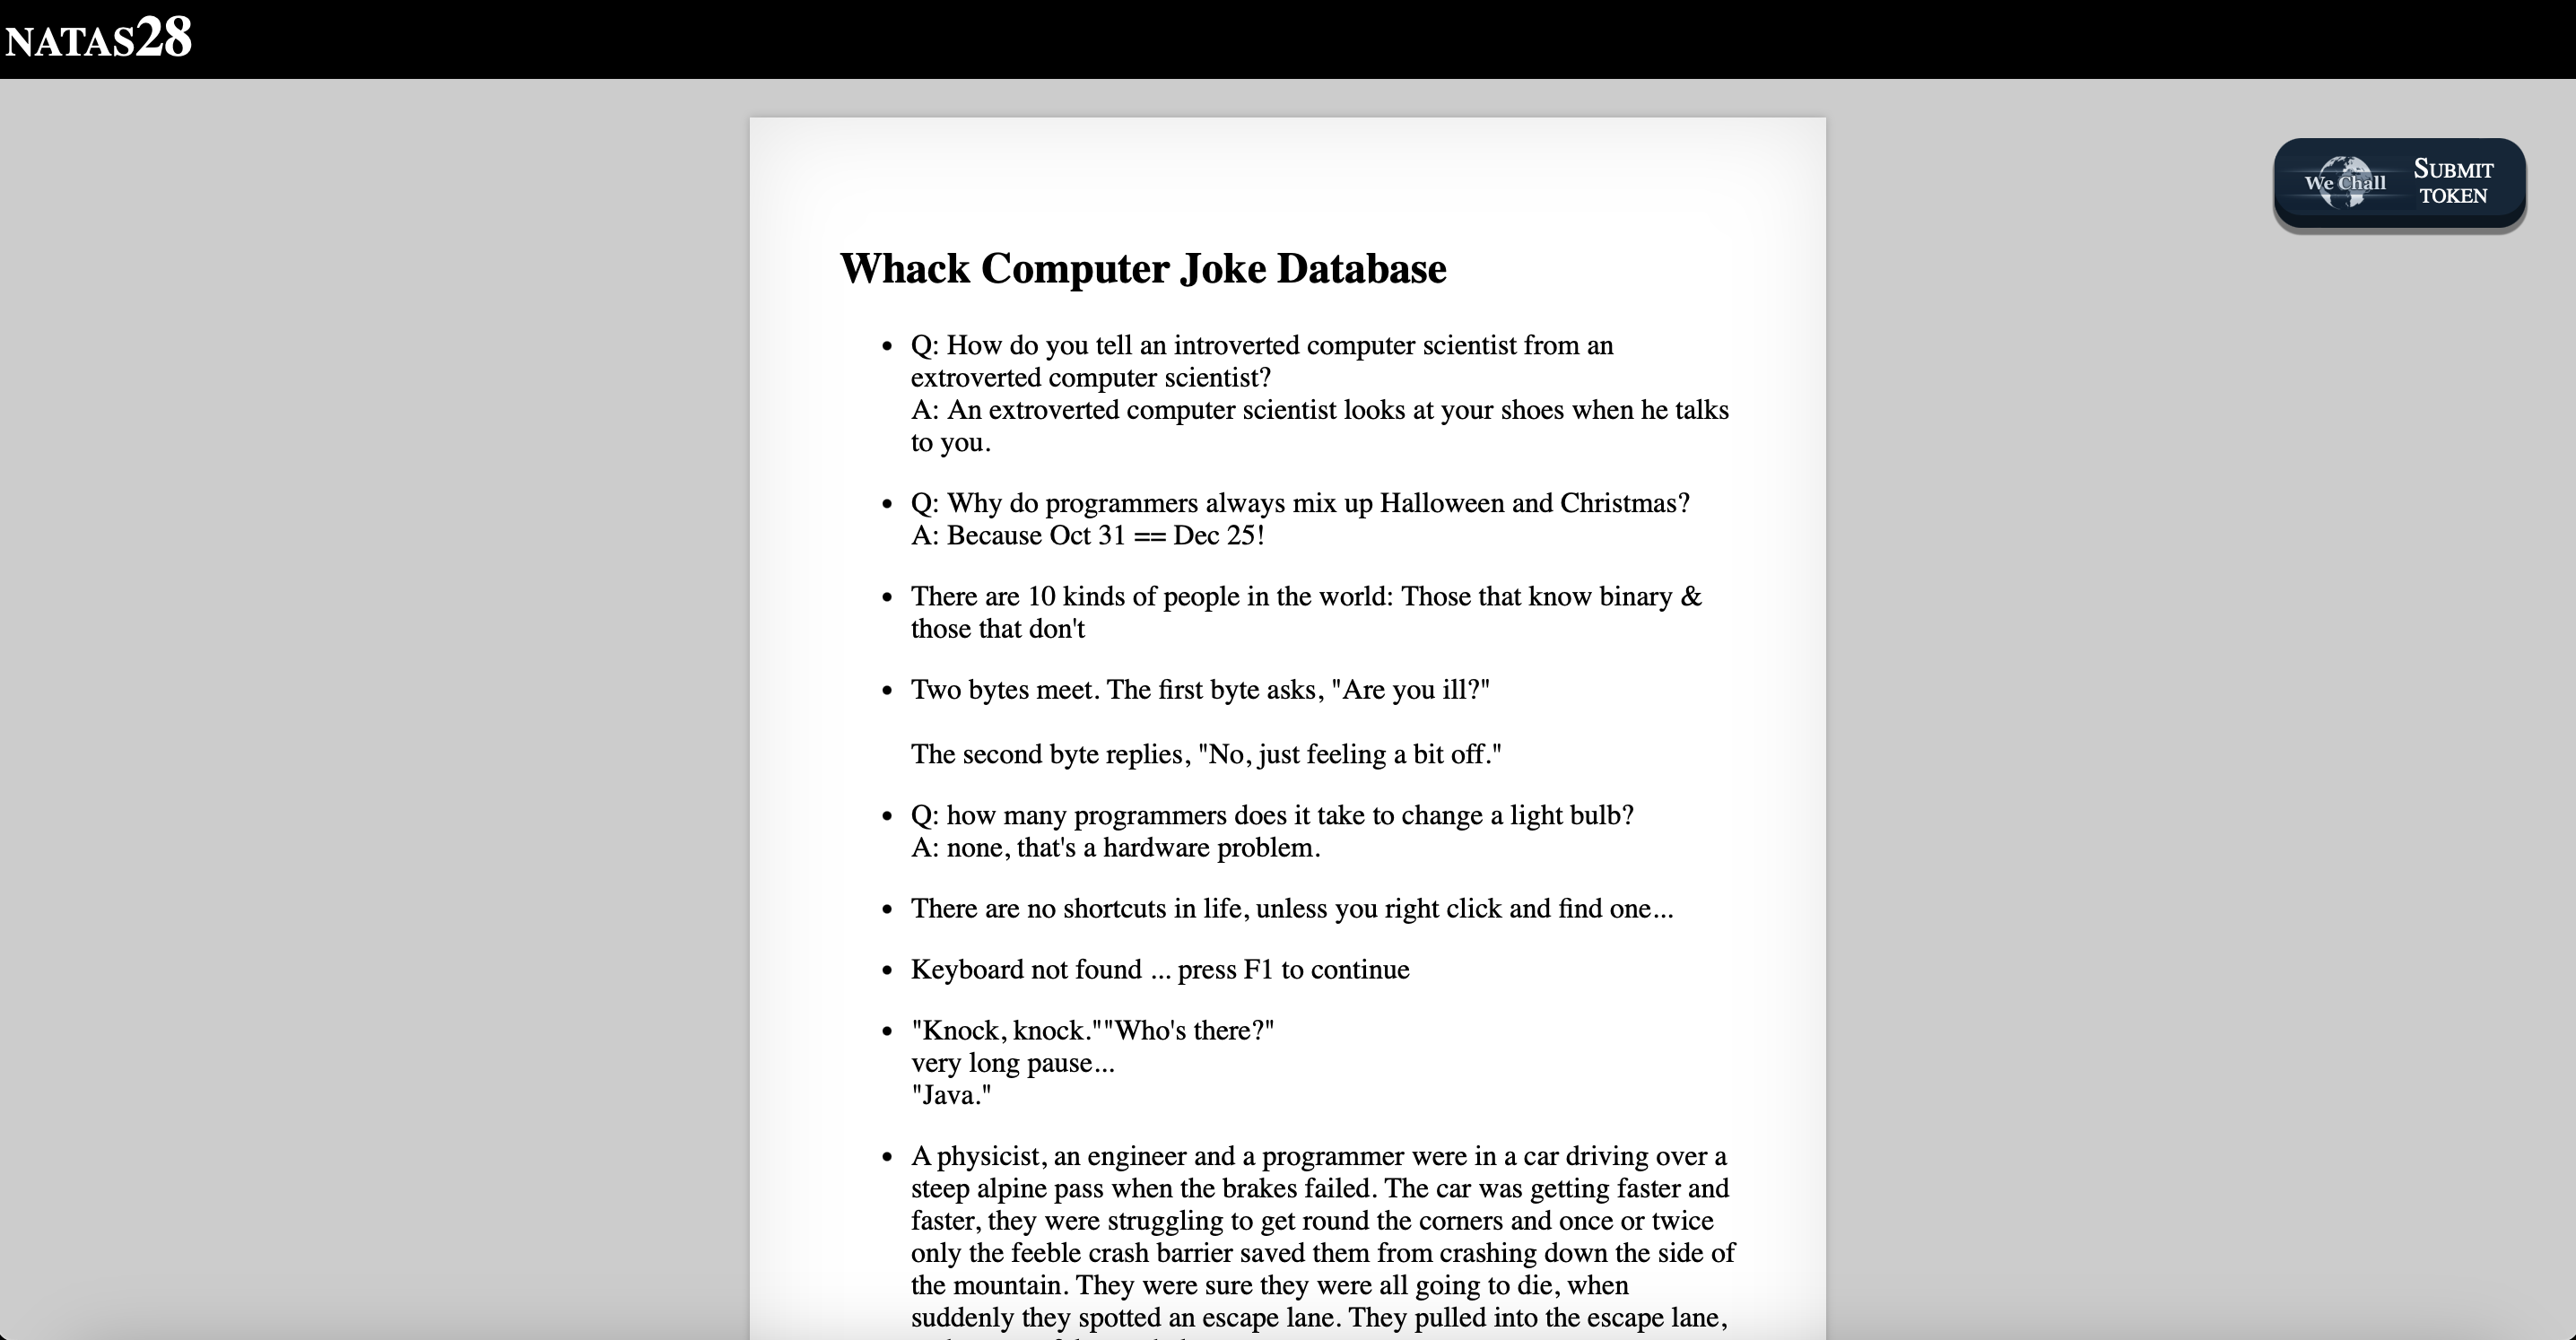 NATAS28
We Chall
SUBMIT
TOKEN
Whack Computer Joke Database
• Q: How do you tell an introverted computer scientist from an
extroverted computer scientist?
A: An extroverted computer scientist looks at your shoes when he talks
to you.
• Q: Why do programmers always mix up Halloween and Christmas?
A: Because Oct 31 == Dec 25!
• There are 10 kinds of people in the world: Those that know binary &
those that don't
• Two bytes meet. The first byte asks, "Are you ill?"
The second byte replies, "No, just feeling a bit off."
• Q: how many programmers does it take to change a light bulb?
A: none, that's a hardware problem.
• There are no shortcuts in life, unless you right click and find one...
• Keyboard not found ... press F1 to continue
• "Knock, knock.""Who's there?"
very long pause...
"Java."
• A physicist, an engineer and a programmer were in a car driving over a
steep alpine pass when the brakes failed. The car was getting faster and
faster, they were struggling to get round the corners and once or twice
only the feeble crash barrier saved them from crashing down the side of
the mountain. They were sure they were all going to die, when
suddenly they spotted an escape lane. They pulled into the escape lane,